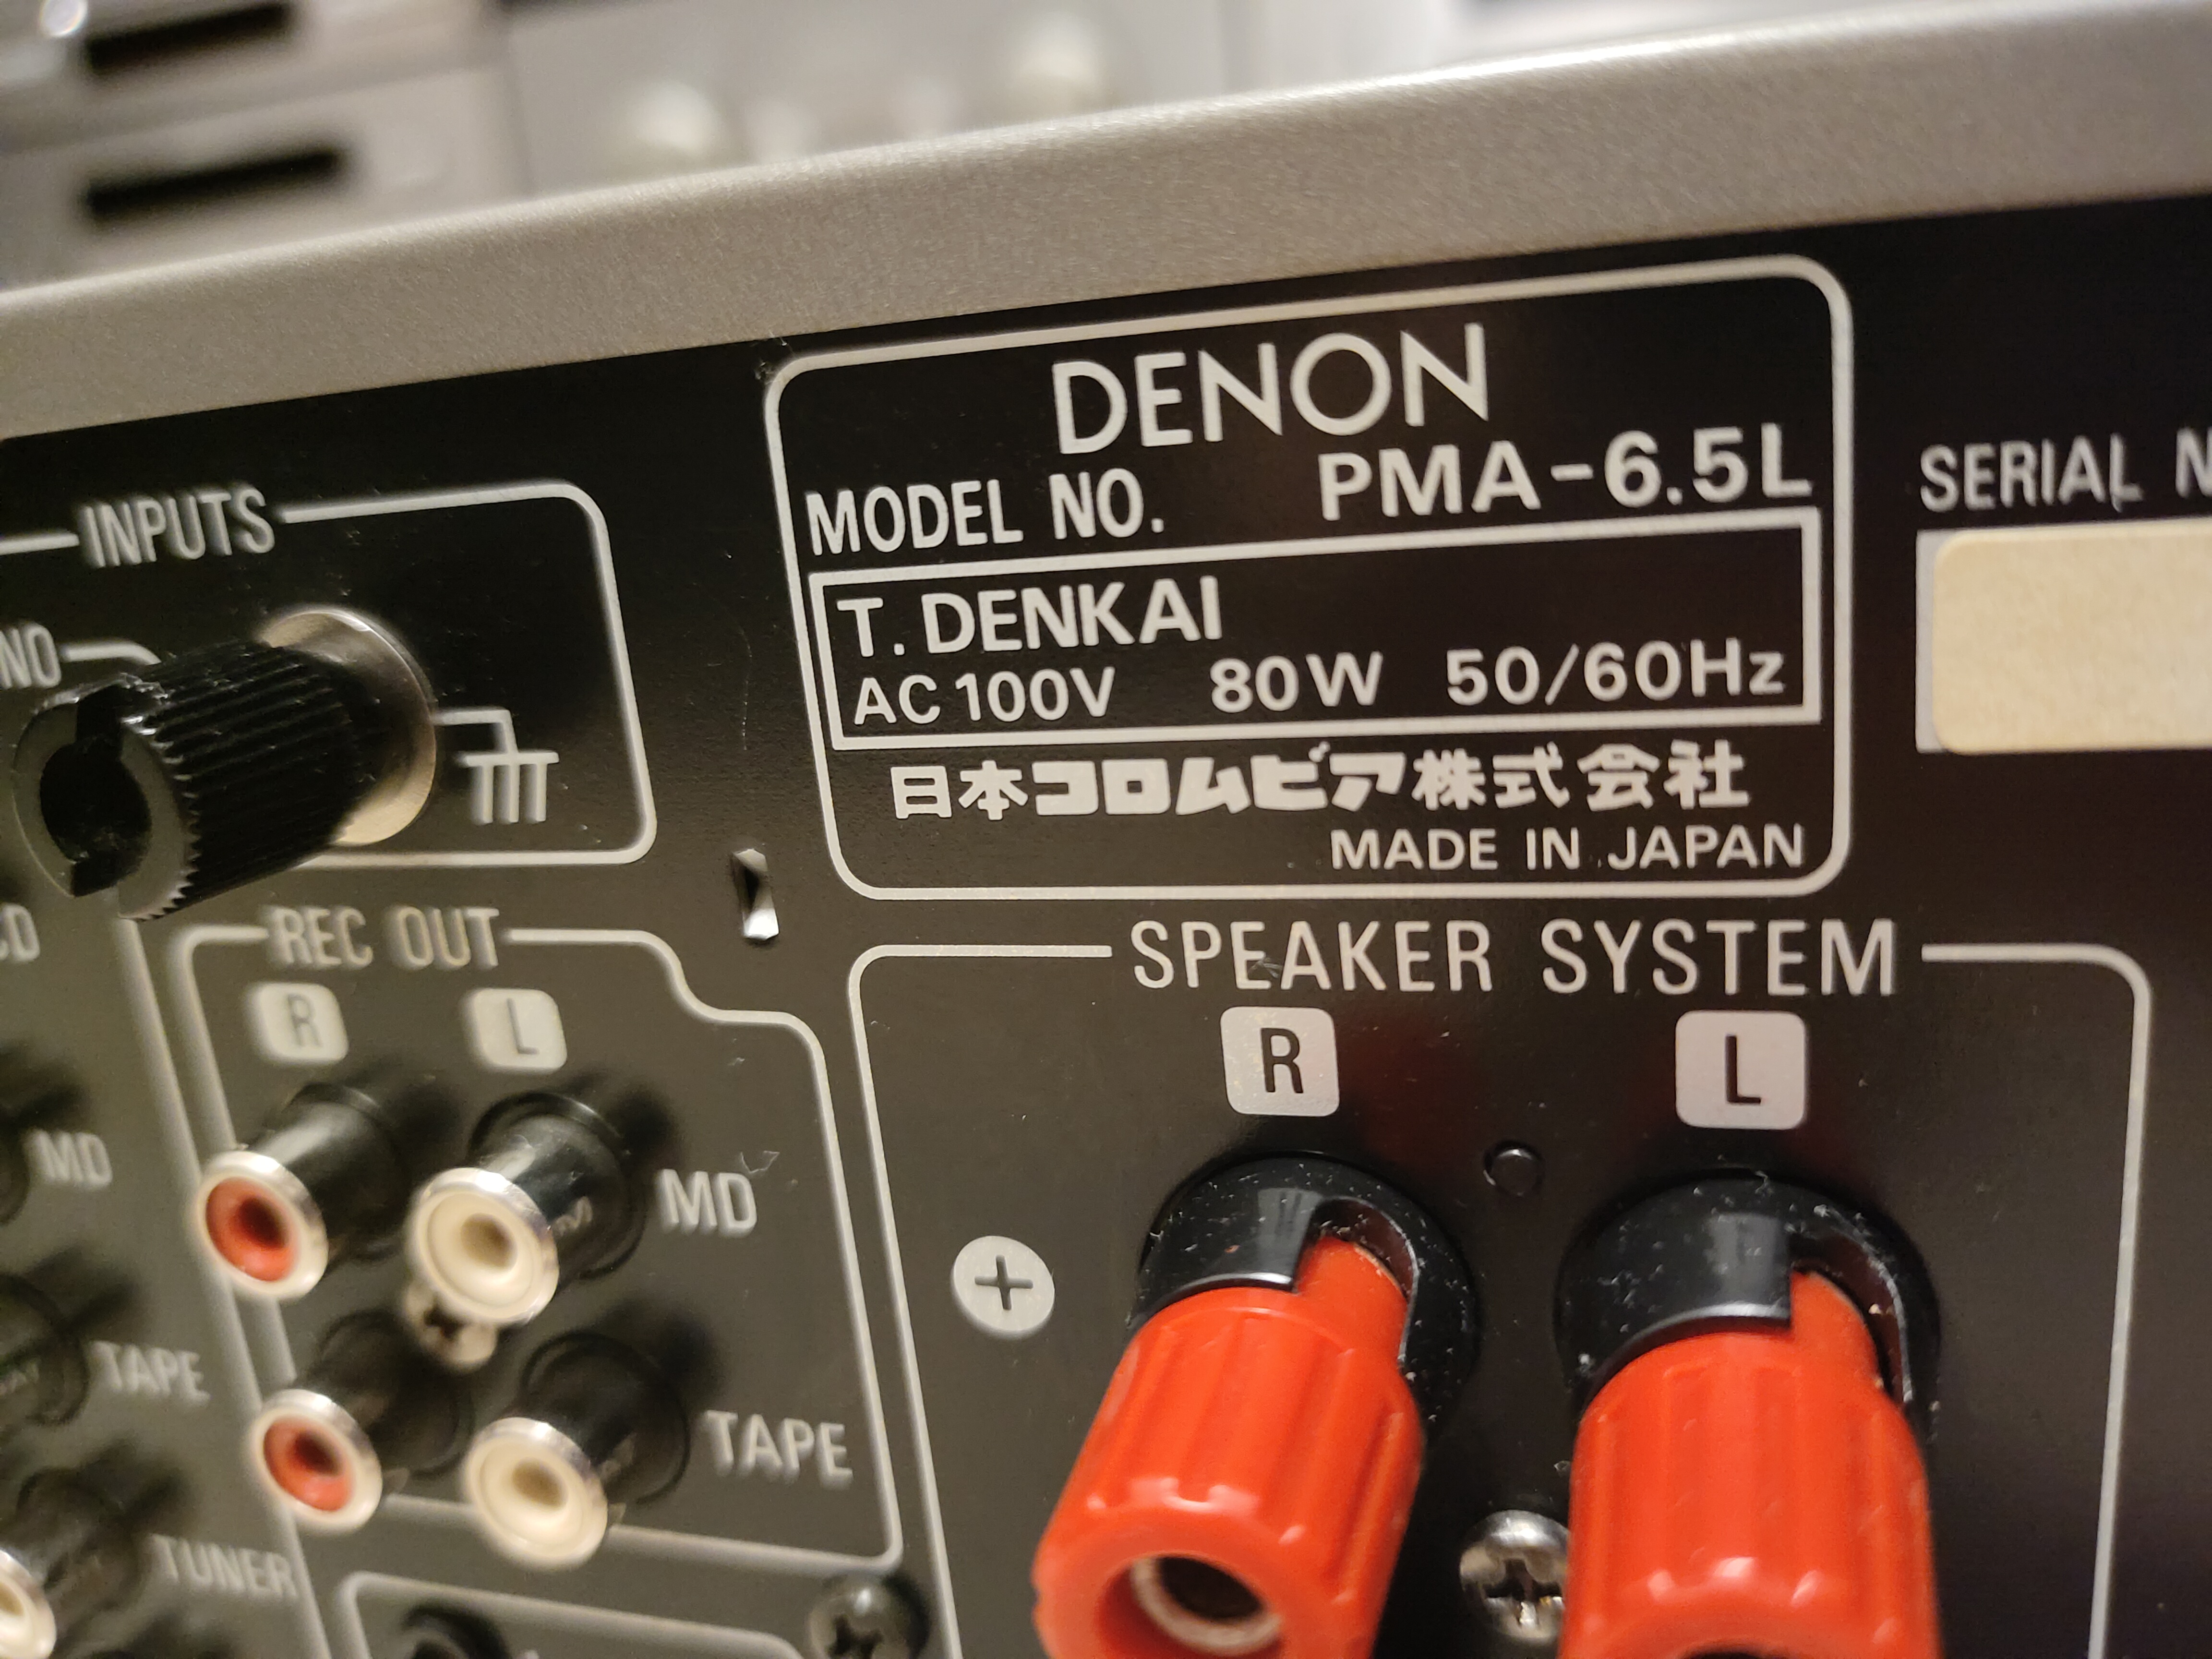 DENON
MODEL NO. PMA-6.5L
T. DENKAI
AC 100V 80W 50/60Hz
日本コロムビア株式会社
MADE IN JAPAN
SERIAL
INPUTS
REC OUT
R L
MD
TAPE
MD
TAPE
TUNER
SPEAKER SYSTEM
R L
+